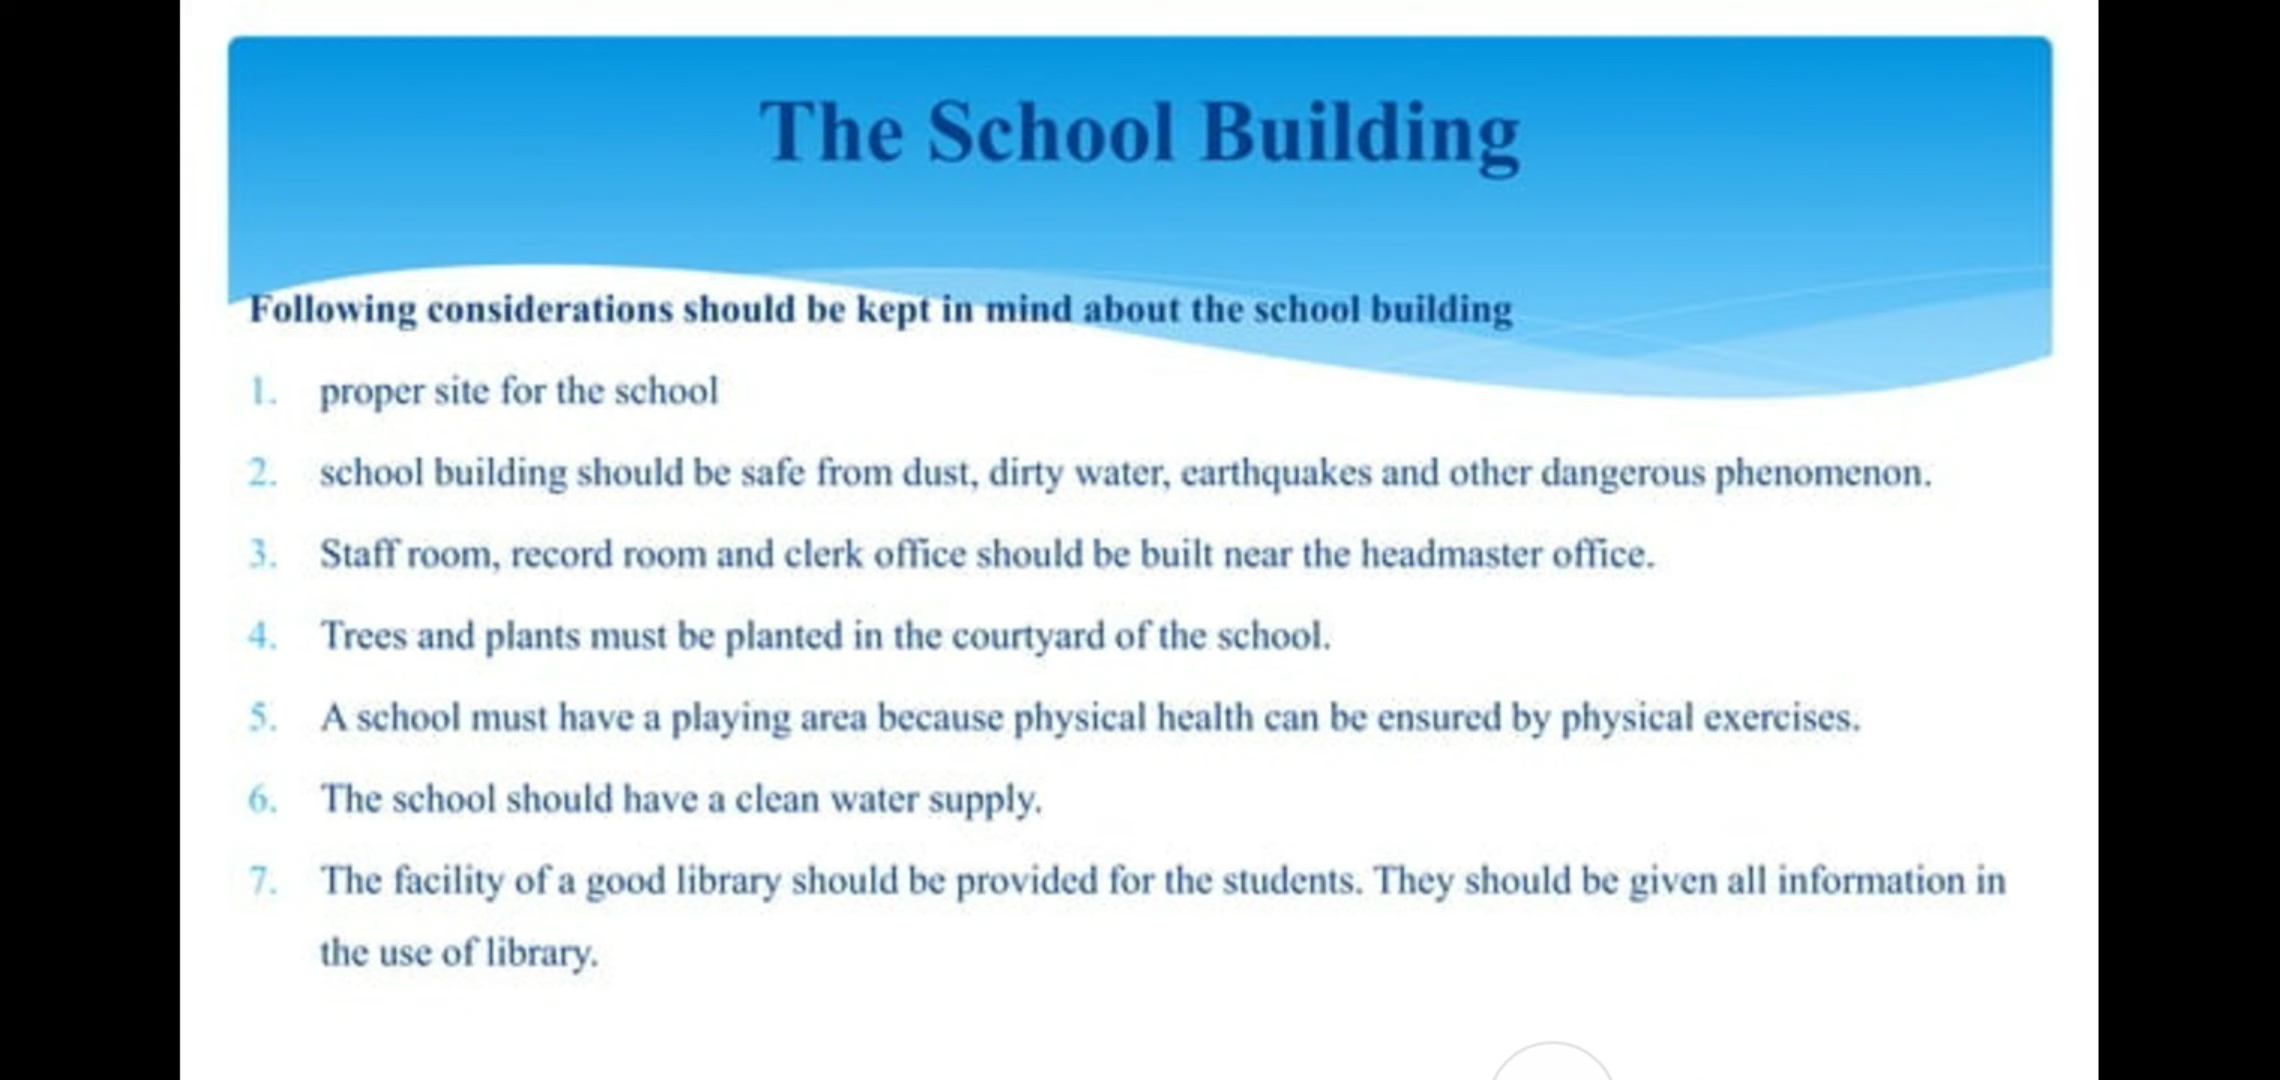 The School Building
Following considerations should be kept in mind about the school building
1. proper site for the school
2. school building should be safe from dust, dirty water, earthquakes and other dangerous phenomenon.
3. Staff room, record room and clerk office should be built near the headmaster office.
4. Trees and plants must be planted in the courtyard of the school.
5. A school must have a playing area because physical health can be ensured by physical exercises.
6. The school should have a clean water supply.
7. The facility of a good library should be provided for the students. They should be given all information in
the use of library.